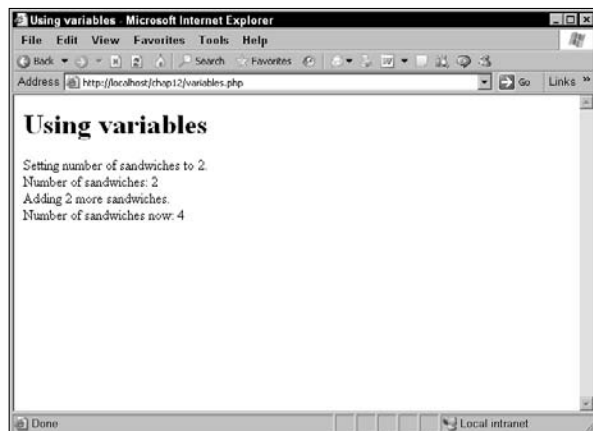 Using variables - Microsoft Internet Explorer
File Edit View Favorites Tools Help
Back Search Favorites
Address http://localhost/chap12/variables.php Go Links »
Using variables
Setting number of sandwiches to 2.
Number of sandwiches: 2
Adding 2 more sandwiches.
Number of sandwiches now: 4
Done Local intranet